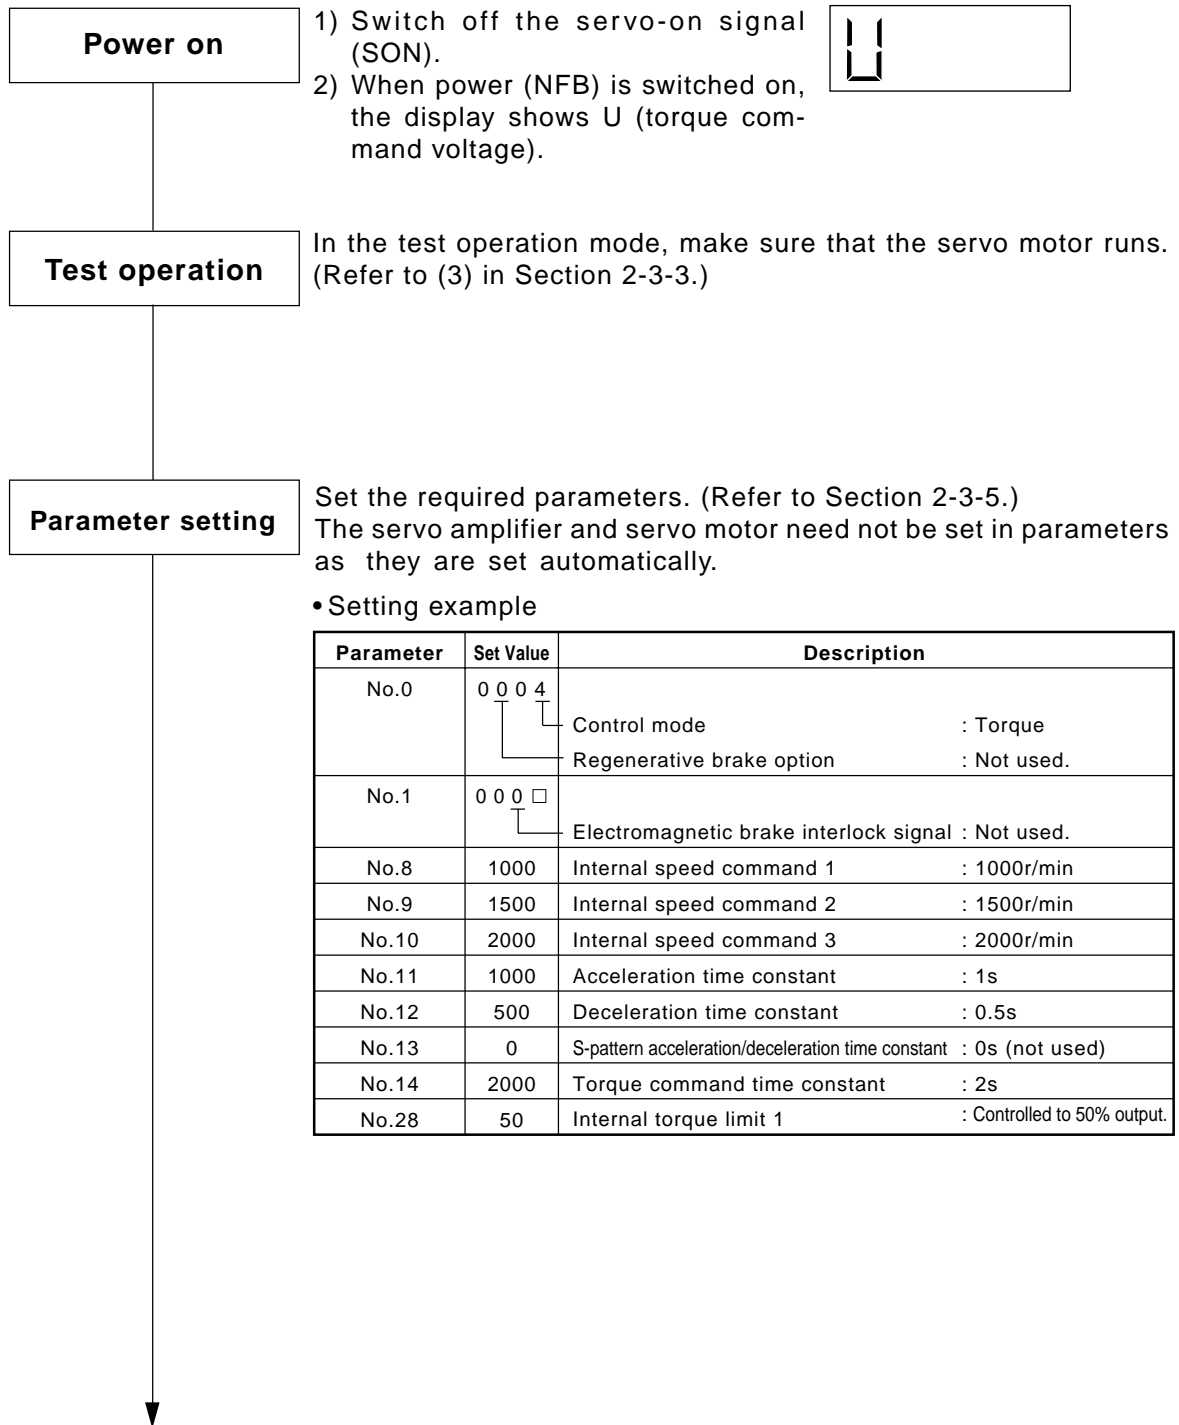 Power on
1) Switch off the servo-on signal
(SON).
2) When power (NFB) is switched on,
the display shows U (torque com-
mand voltage).
U
Test operation
In the test operation mode, make sure that the servo motor runs.
(Refer to (3) in Section 2-3-3.)
Parameter setting
Set the required parameters. (Refer to Section 2-3-5.)
The servo amplifier and servo motor need not be set in parameters
as they are set automatically.
• Setting example
Parameter Set Value Description
No.0 0 0 0 4
Control mode : Torque
Regenerative brake option : Not used.
No.1 0 0 0 □
Electromagnetic brake interlock signal : Not used.
No.8 1000 Internal speed command 1 : 1000r/min
No.9 1500 Internal speed command 2 : 1500r/min
No.10 2000 Internal speed command 3 : 2000r/min
No.11 1000 Acceleration time constant : 1s
No.12 500 Deceleration time constant : 0.5s
No.13 0 S-pattern acceleration/deceleration time constant : 0s (not used)
No.14 2000 Torque command time constant : 2s
No.28 50 Internal torque limit 1 : Controlled to 50% output.